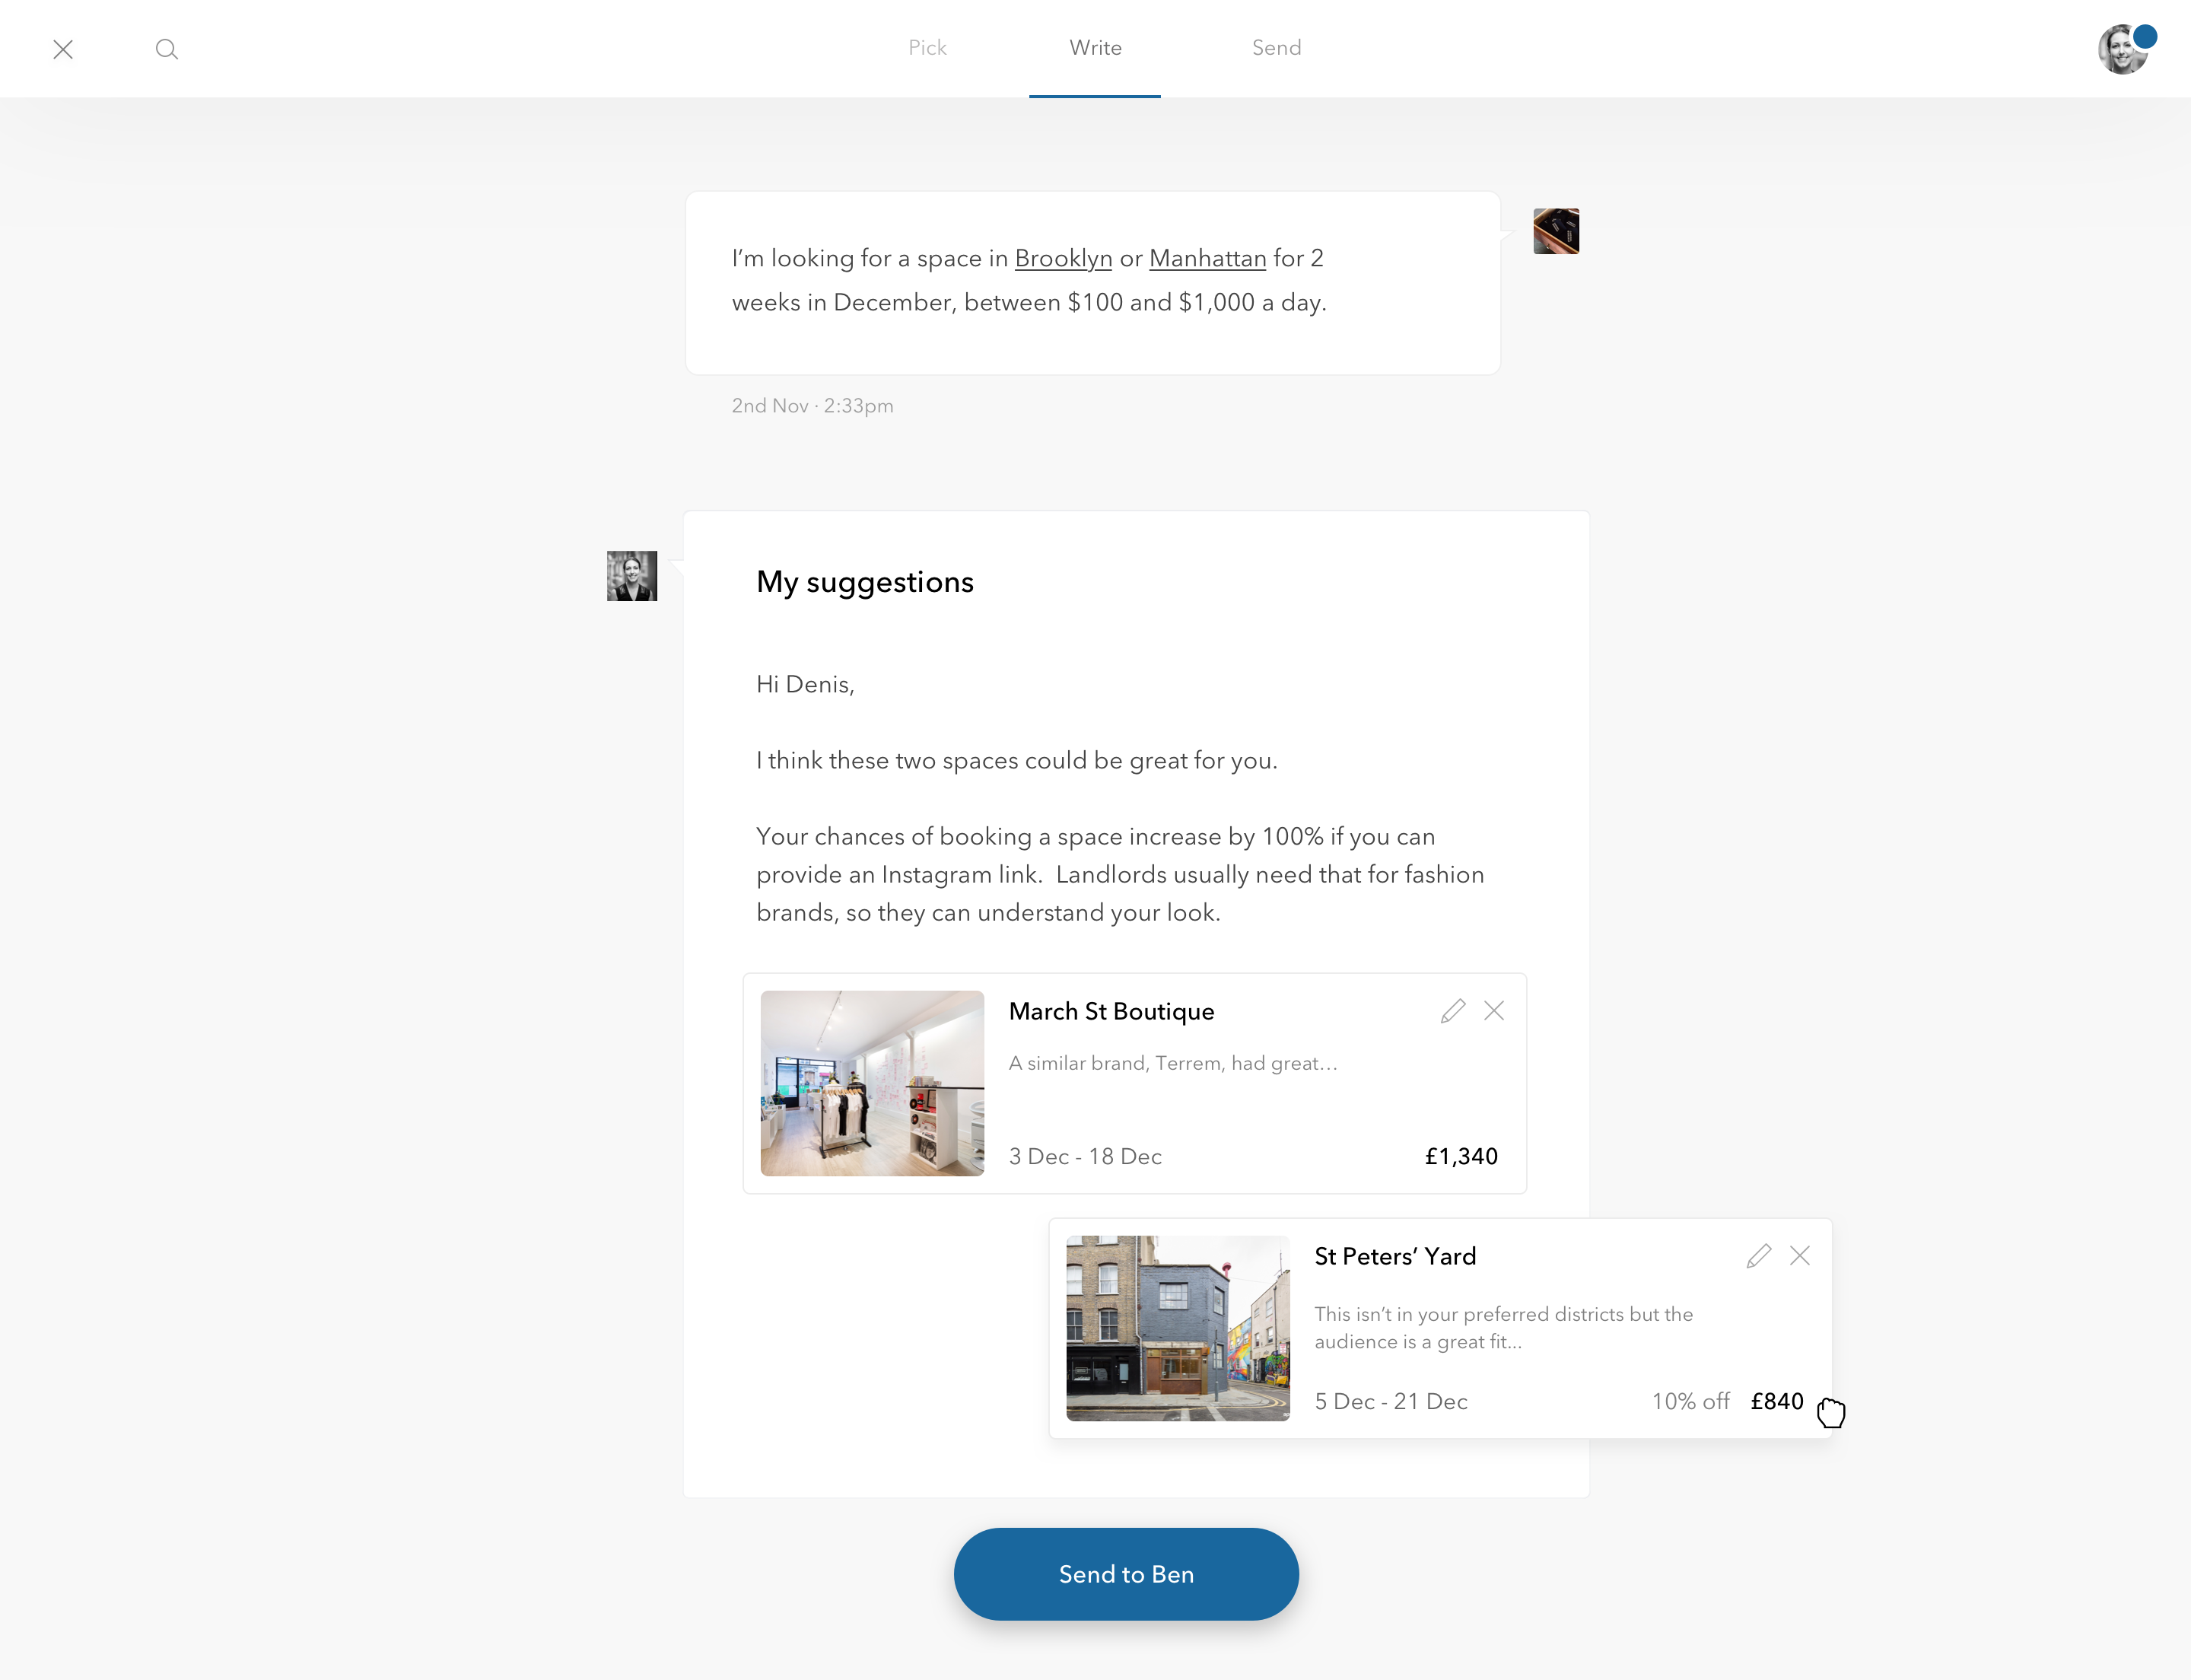 Pick
Write
Send
I’m looking for a space in Brooklyn or Manhattan for 2
weeks in December, between $100 and $1,000 a day.
2nd Nov · 2:33pm
My suggestions
Hi Denis,
I think these two spaces could be great for you.
Your chances of booking a space increase by 100% if you can
provide an Instagram link.  Landlords usually need that for fashion
brands, so they can understand your look.
March St Boutique
A similar brand, Terrem, had great…
3 Dec - 18 Dec
£1,340
St Peters’ Yard
This isn’t in your preferred districts but the
audience is a great fit...
5 Dec - 21 Dec
10% off
£840
Send to Ben